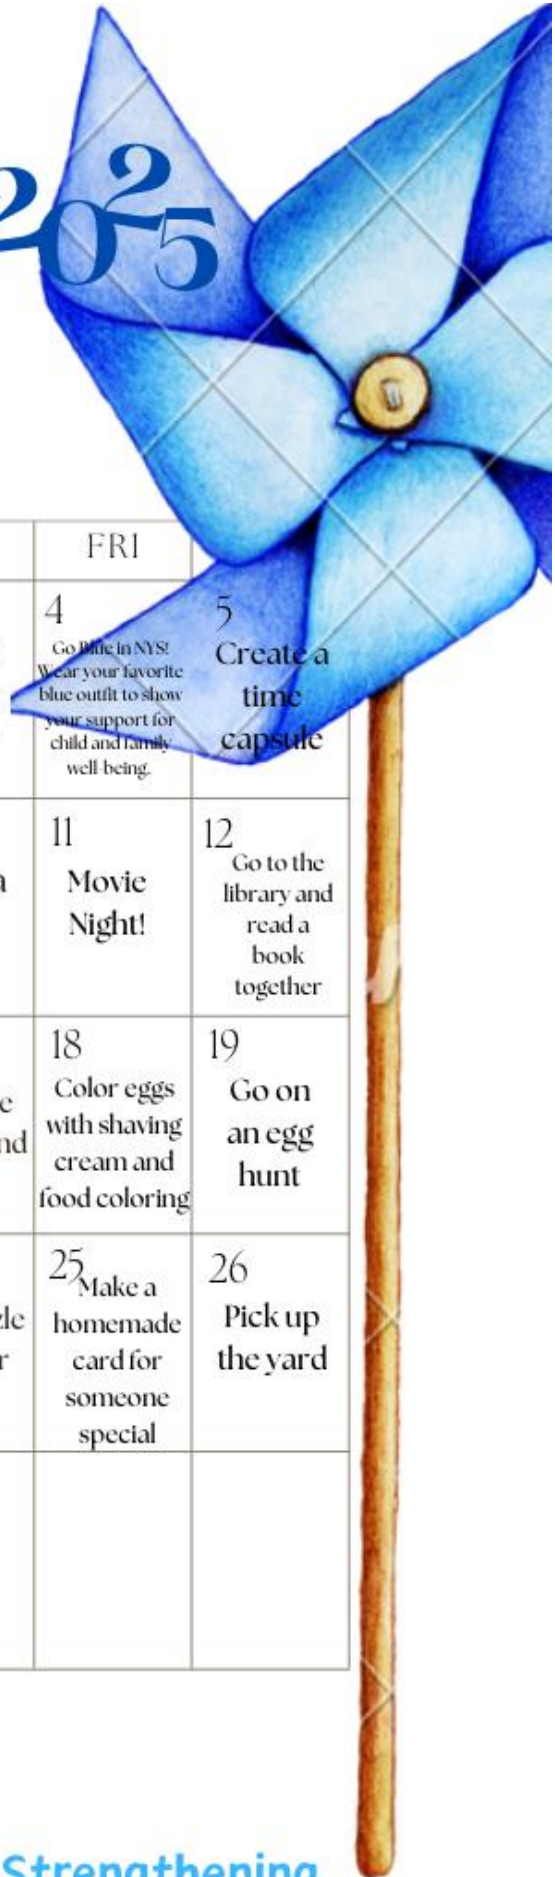 2025
FRI
4
Go Blue in NYS!
Wear your favorite
blue outfit to show
your support for
child and family
well-being.
5
Create a
time
capsule
a
11
Movie
Night!
12
Go to the
library and
read a
book
together
e
nd
18
Color eggs
with shaving
cream and
food coloring
19
Go on
an egg
hunt
zle
r
25
Make a
homemade
card for
someone
special
26
Pick up
the yard
Strengthening